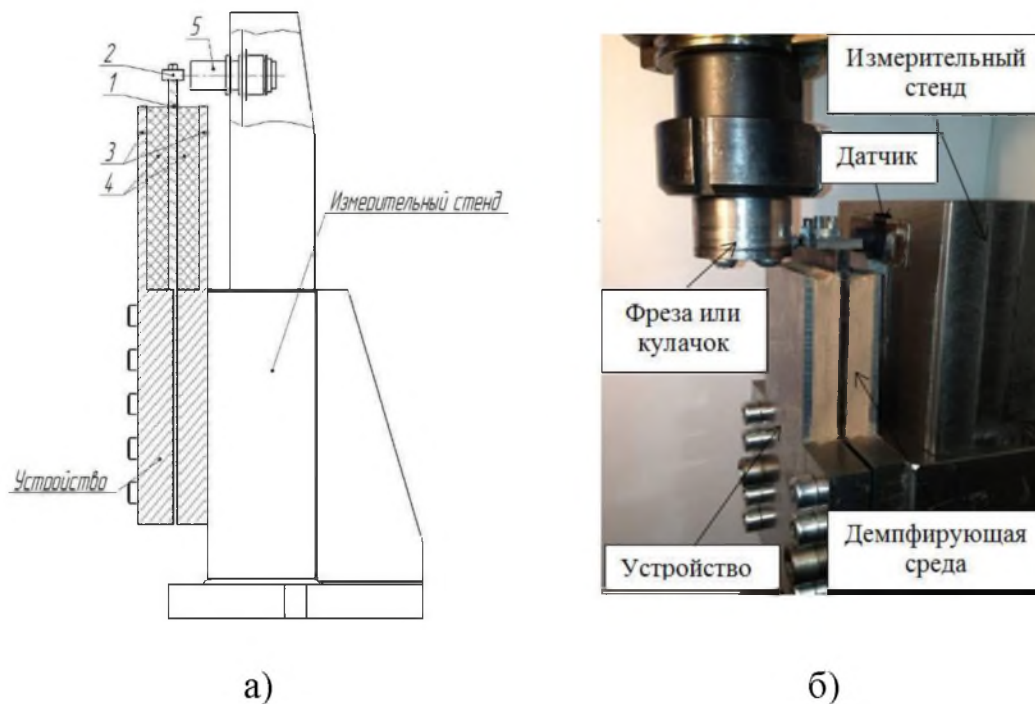 5
2
1
3
4
Измерительный стенд
Устройство
а)
Измерительный
стенд
Датчик
Фреза или
кулачок
Устройство
Демпфирующая
среда
б)